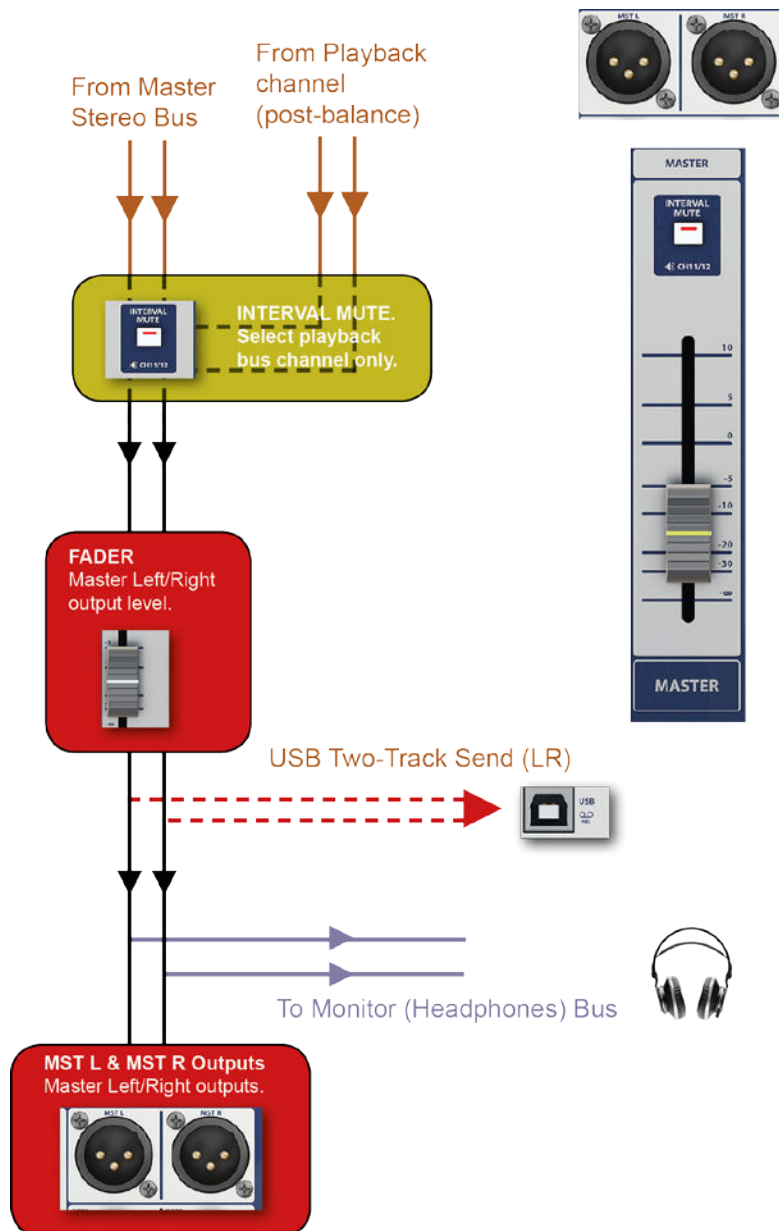 From Master
Stereo Bus
From Playback
channel
(post-balance)
MST L
MST R
MASTER
INTERVAL
MUTE
CH11/12
10
5
0
-5
-10
-20
-30
-∞
MASTER
INTERVAL
MUTE
CH11/12
INTERVAL MUTE.
Select playback
bus channel only.
FADER
Master Left/Right
output level.
USB Two-Track Send (LR)
USB
To Monitor (Headphones) Bus
MST L & MST R Outputs
Master Left/Right outputs.
MST L
MST R